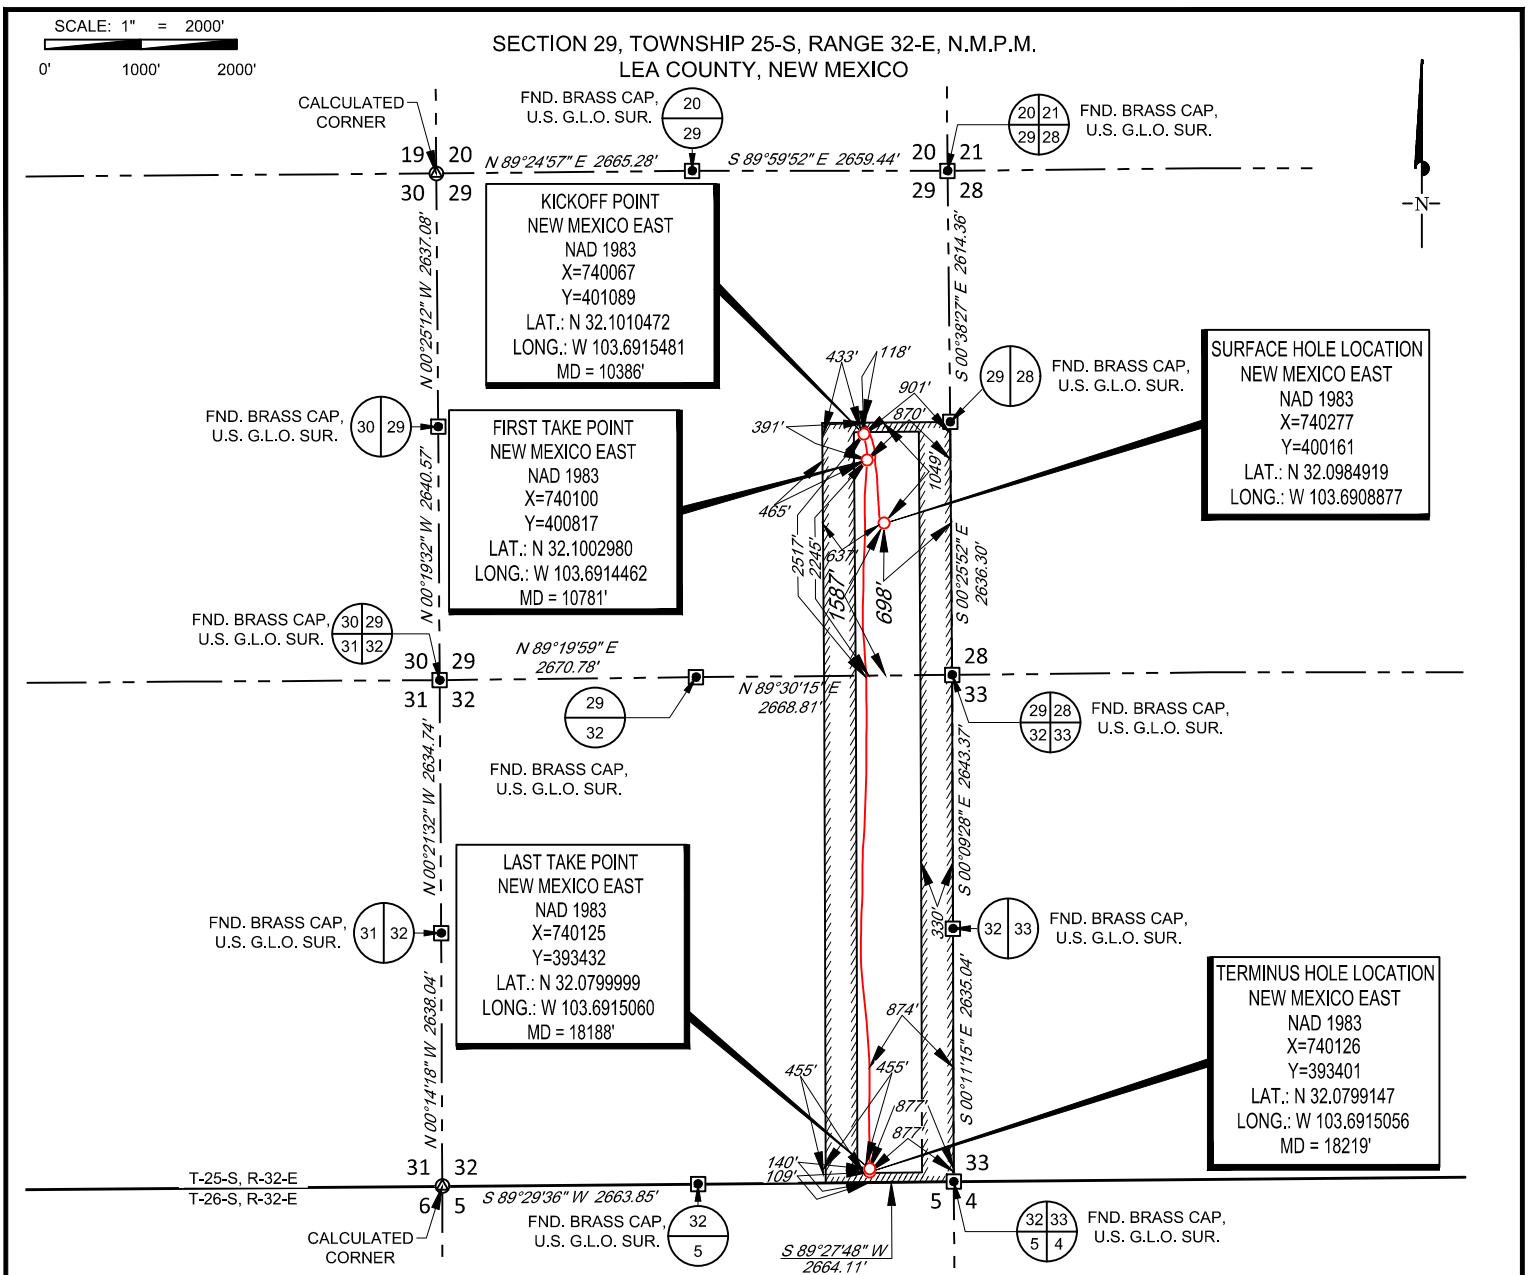 SCALE: 1" = 2000'
0' 1000' 2000'
SECTION 29, TOWNSHIP 25-S, RANGE 32-E, N.M.P.M.
LEA COUNTY, NEW MEXICO
CALCULATED
CORNER
FND. BRASS CAP,
U.S. G.L.O. SUR.
20
29
20 21
29 28
FND. BRASS CAP,
U.S. G.L.O. SUR.
N
19 20
30 29
N 89°24'57" E 2665.28'
S 89°59'52" E 2659.44'
20 21
29 28
KICKOFF POINT
NEW MEXICO EAST
NAD 1983
X=740067
Y=401089
LAT.: N 32.1010472
LONG.: W 103.6915481
MD = 10386'
N 00°25'12" W 2637.08'
S 00°38'27" E 2614.36'
SURFACE HOLE LOCATION
NEW MEXICO EAST
NAD 1983
X=740277
Y=400161
LAT.: N 32.0984919
LONG.: W 103.6908877
433'
118'
901'
870'
391'
1049'
465'
2517'
2245'
637'
1587'
698'
29 28
FND. BRASS CAP,
U.S. G.L.O. SUR.
FND. BRASS CAP,
U.S. G.L.O. SUR.
30 29
FIRST TAKE POINT
NEW MEXICO EAST
NAD 1983
X=740100
Y=400817
LAT.: N 32.1002980
LONG.: W 103.6914462
MD = 10781'
N 00°19'32" W 2640.57'
S 00°25'52" E
2636.30'
FND. BRASS CAP,
U.S. G.L.O. SUR.
30 29
31 32
30 29
31 32
N 89°19'59" E
2670.78'
N 89°30'15" E
2668.81'
28
33
29
32
FND. BRASS CAP,
U.S. G.L.O. SUR.
29 28
32 33
FND. BRASS CAP,
U.S. G.L.O. SUR.
N 00°21'32" W 2634.74'
S 00°09'28" E 2643.37'
LAST TAKE POINT
NEW MEXICO EAST
NAD 1983
X=740125
Y=393432
LAT.: N 32.0799999
LONG.: W 103.6915060
MD = 18188'
FND. BRASS CAP,
U.S. G.L.O. SUR.
31 32
330'
32 33
FND. BRASS CAP,
U.S. G.L.O. SUR.
TERMINUS HOLE LOCATION
NEW MEXICO EAST
NAD 1983
X=740126
Y=393401
LAT.: N 32.0799147
LONG.: W 103.6915056
MD = 18219'
N 00°14'18" W 2638.04'
S 00°11'15" E 2635.04'
874'
455'
455'
877'
877'
140'
109'
T-25-S, R-32-E
T-26-S, R-32-E
31 32
6 5
33
5 4
S 89°29'36" W 2663.85'
CALCULATED
CORNER
FND. BRASS CAP,
U.S. G.L.O. SUR.
32
5
S 89°27'48" W
2664.11'
32 33
5 4
FND. BRASS CAP,
U.S. G.L.O. SUR.